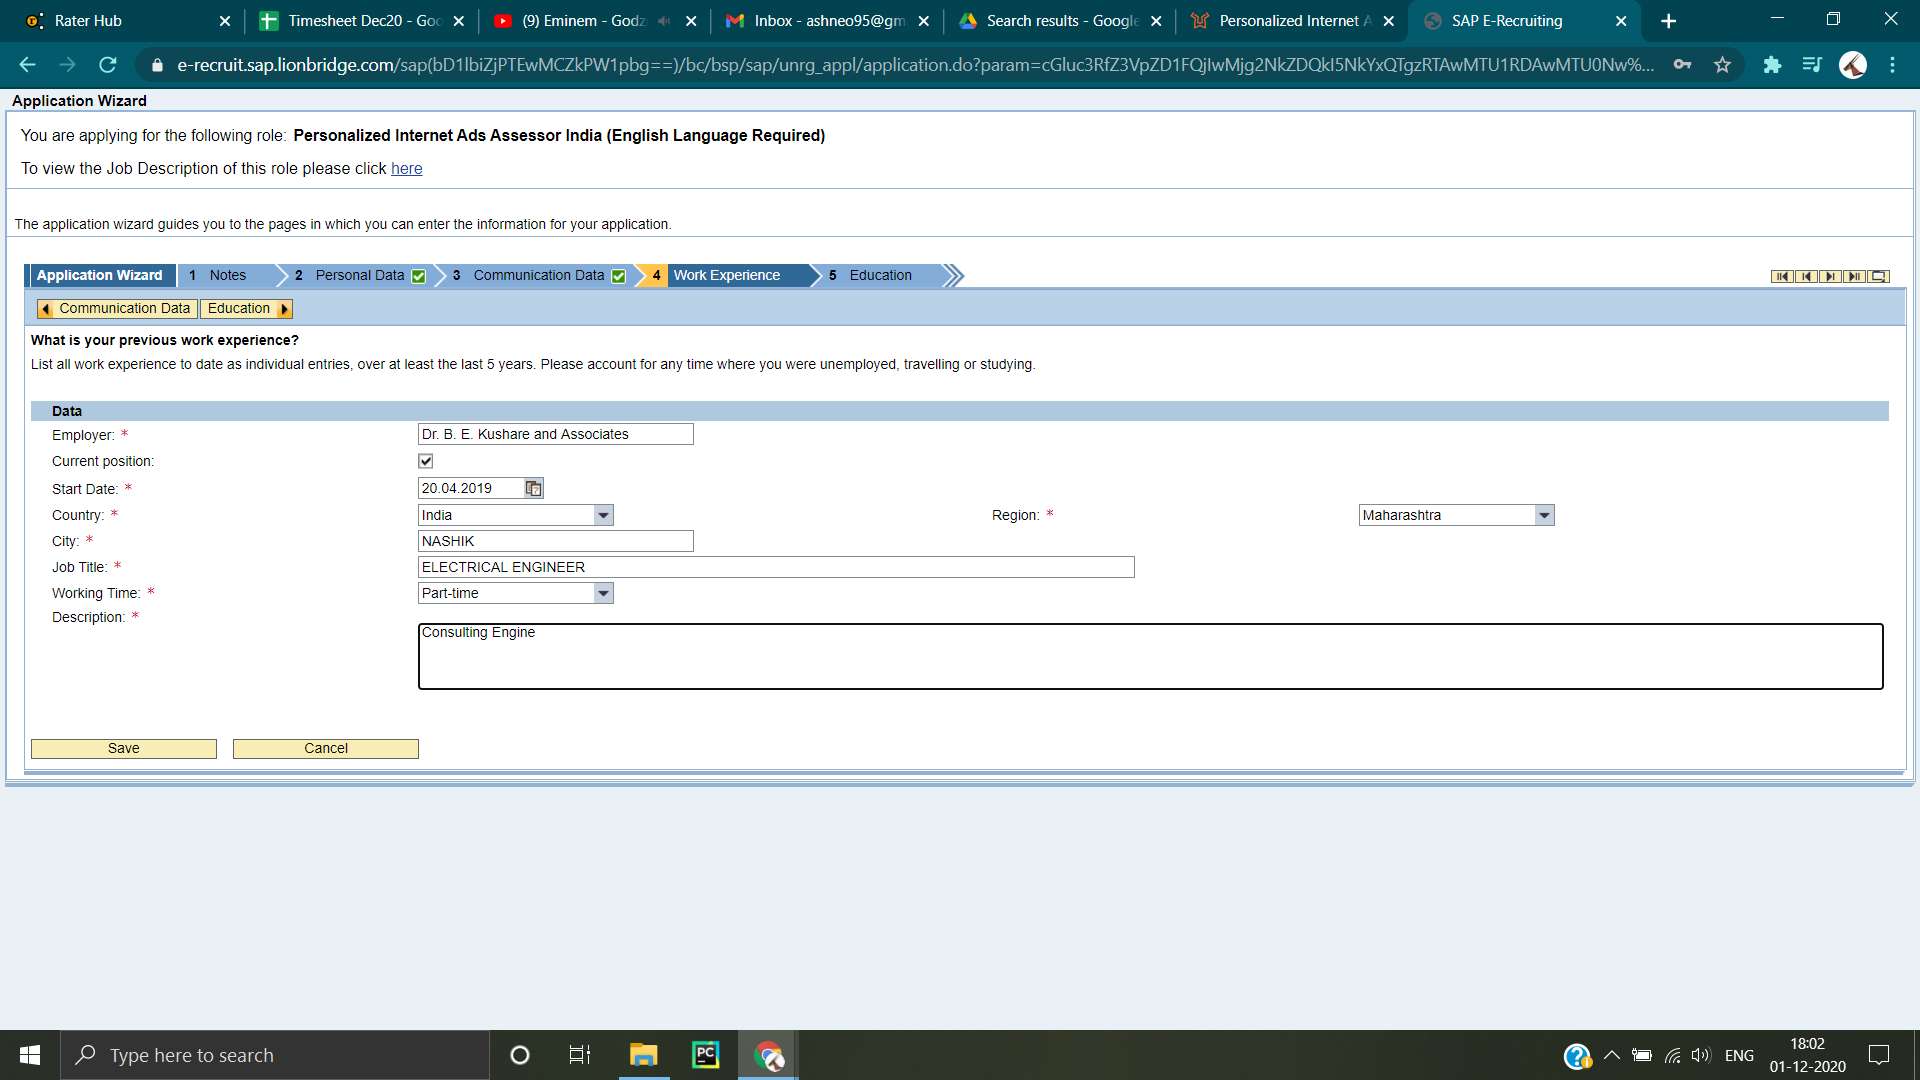 Rater Hub
Timesheet Dec20 - Goo
(9) Eminem - Godz
Inbox - ashneo95@gm
Search results - Google
Personalized Internet A
SAP E-Recruiting
e-recruit.sap.lionbridge.com/sap(bD1lbiZjPTEwMCZkPW1pbg==)/bc/bsp/sap/unrg_appl/application.do?param=cGluc3RfZ3VpZD1FQjIwMjg2NkZDQkI5NkYxQTgzRTAwMTU1RDAwMTU0Nw%...
Application Wizard
You are applying for the following role: Personalized Internet Ads Assessor India (English Language Required)
To view the Job Description of this role please click here
The application wizard guides you to the pages in which you can enter the information for your application.
Application Wizard 1 Notes 2 Personal Data 3 Communication Data 4 Work Experience 5 Education
Communication Data Education
What is your previous work experience?
List all work experience to date as individual entries, over at least the last 5 years. Please account for any time where you were unemployed, travelling or studying.
Data
Employer: * Dr. B. E. Kushare and Associates
Current position:
Start Date: * 20.04.2019
Country: * India Region: * Maharashtra
City: * NASHIK
Job Title: * ELECTRICAL ENGINEER
Working Time: * Part-time
Description: *
Consulting Engine
Save Cancel
Type here to search
PC
ENG
18:02
01-12-2020